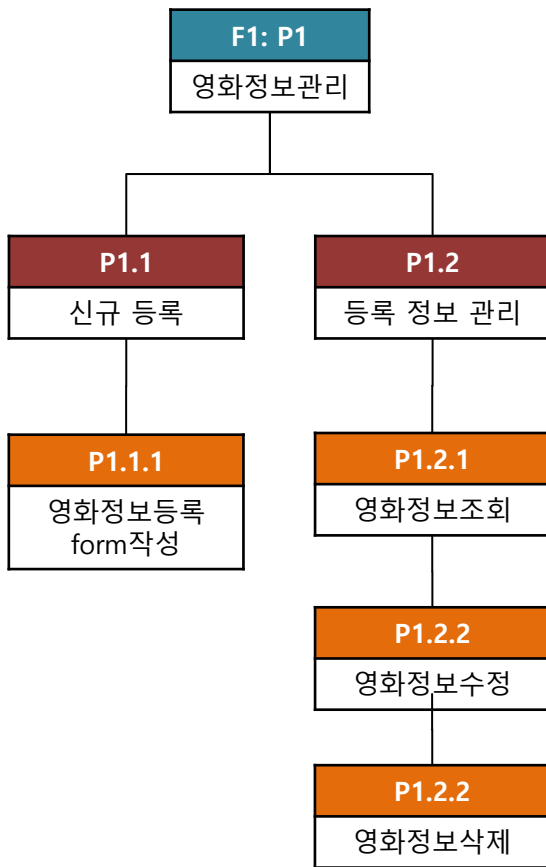 F1: P1
영화정보관리
P1.1
신규 등록
P1.2
등록 정보 관리
P1.1.1
영화정보등록
form작성
P1.2.1
영화정보조회
P1.2.2
영화정보수정
P1.2.2
영화정보삭제